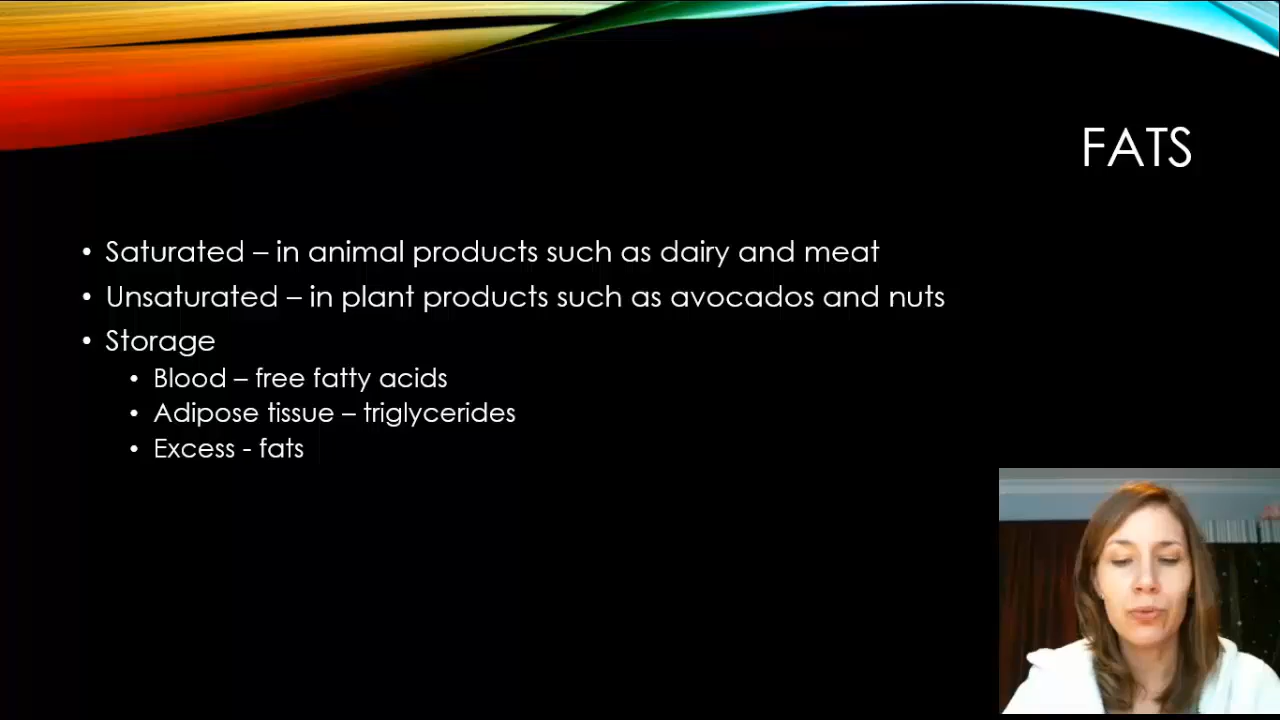 FATS
• Saturated – in animal products such as dairy and meat
• Unsaturated – in plant products such as avocados and nuts
• Storage
• Blood – free fatty acids
• Adipose tissue – triglycerides
• Excess - fats